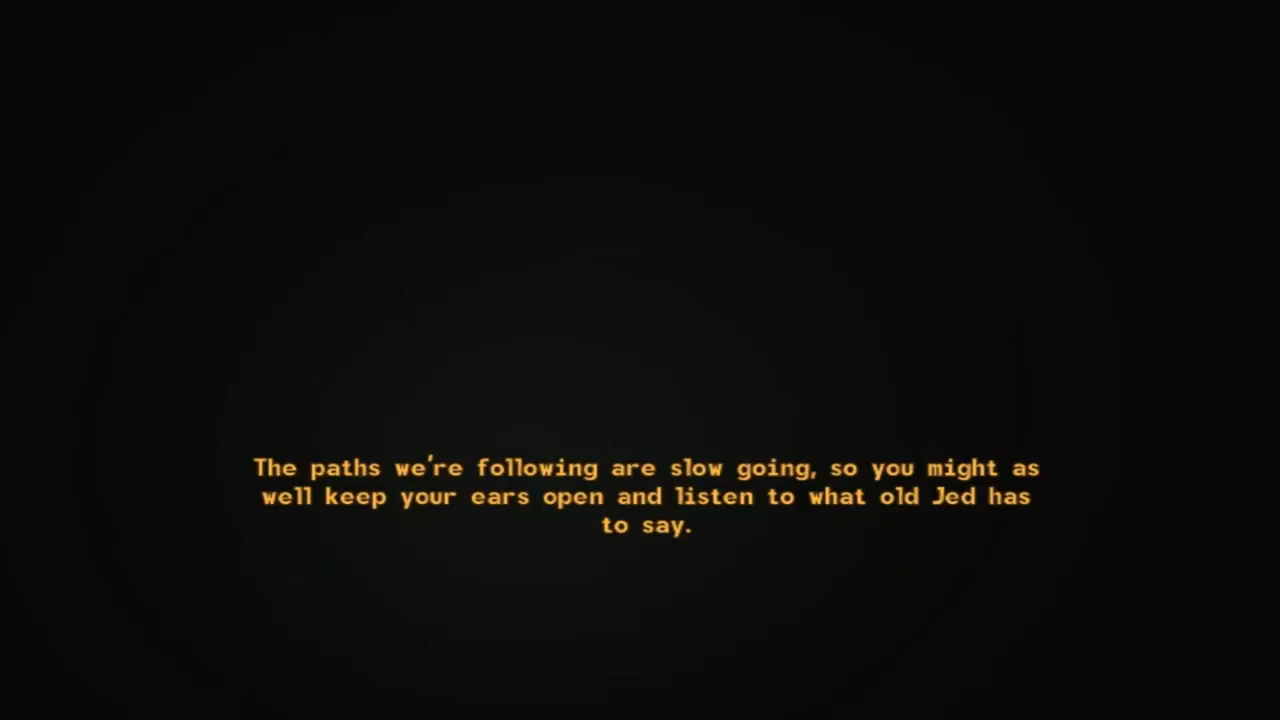 The paths we're following are slow going, so you might as
well keep your ears open and listen to what old Jed has
to say.